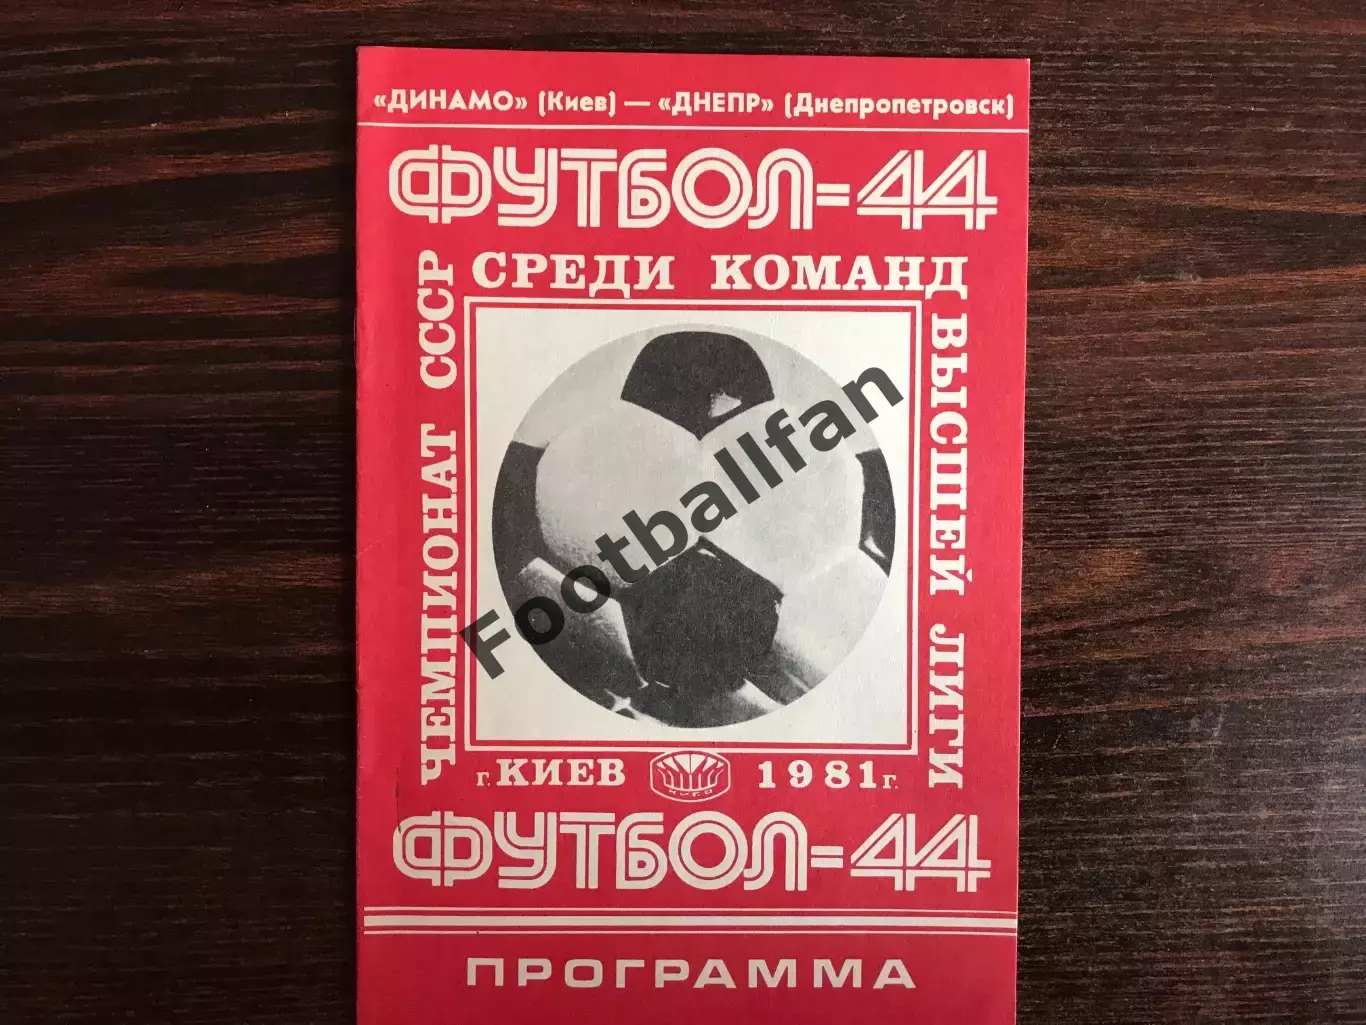 «ДИНАМО» (Киев) — «ДНЕПР» (Днепропетровск)
ФУТБОЛ-44
ЧЕМПИОНАТ СССР
СРЕДИ КОМАНД
ВЫСШЕЙ ЛИГИ
Footballfan
г. КИЕВ 1981 г.
ФУТБОЛ-44
ПРОГРАММА